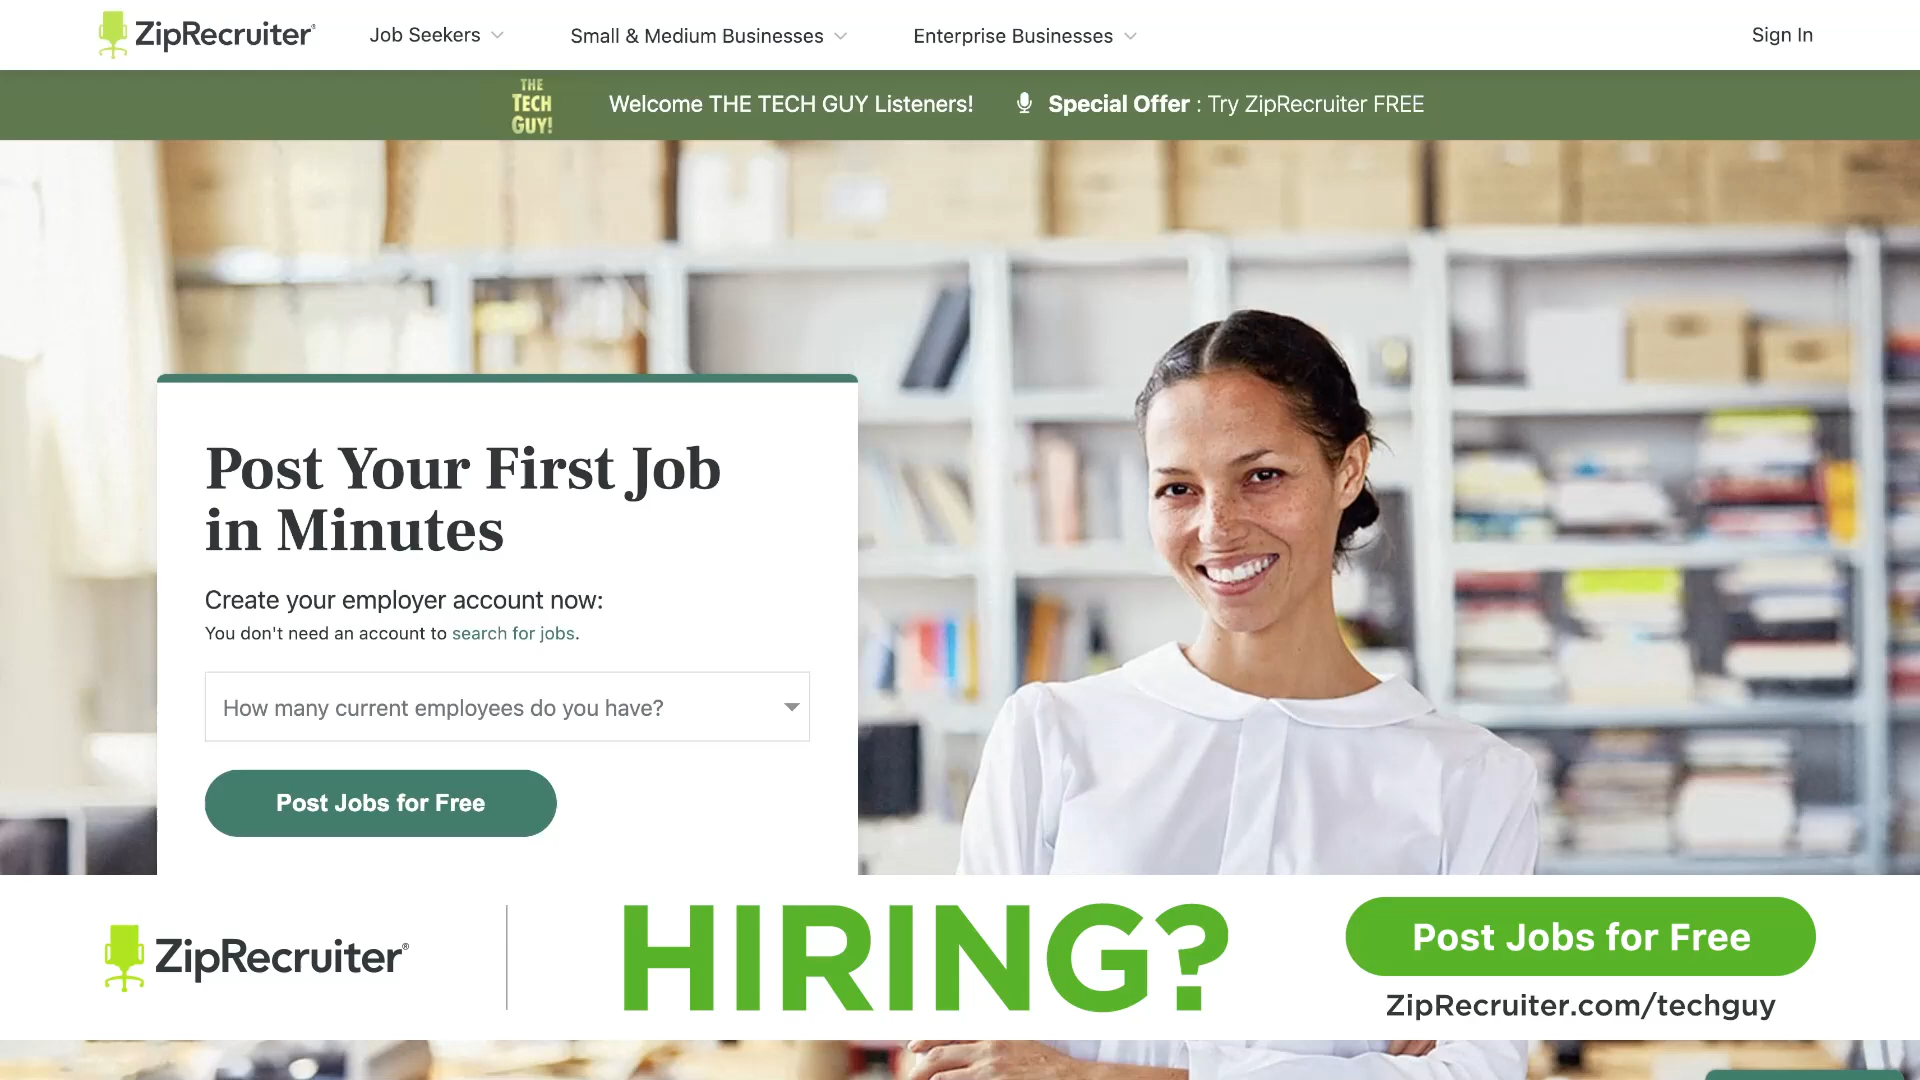 ZipRecruiter®
Job Seekers
Small & Medium Businesses
Enterprise Businesses
Sign In
THE
TECH
GUY!
Welcome THE TECH GUY Listeners!
Special Offer : Try ZipRecruiter FREE
Post Your First Job
in Minutes
Create your employer account now:
You don't need an account to search for jobs.
How many current employees do you have?
Post Jobs for Free
ZipRecruiter®
HIRING?
Post Jobs for Free
ZipRecruiter.com/techguy